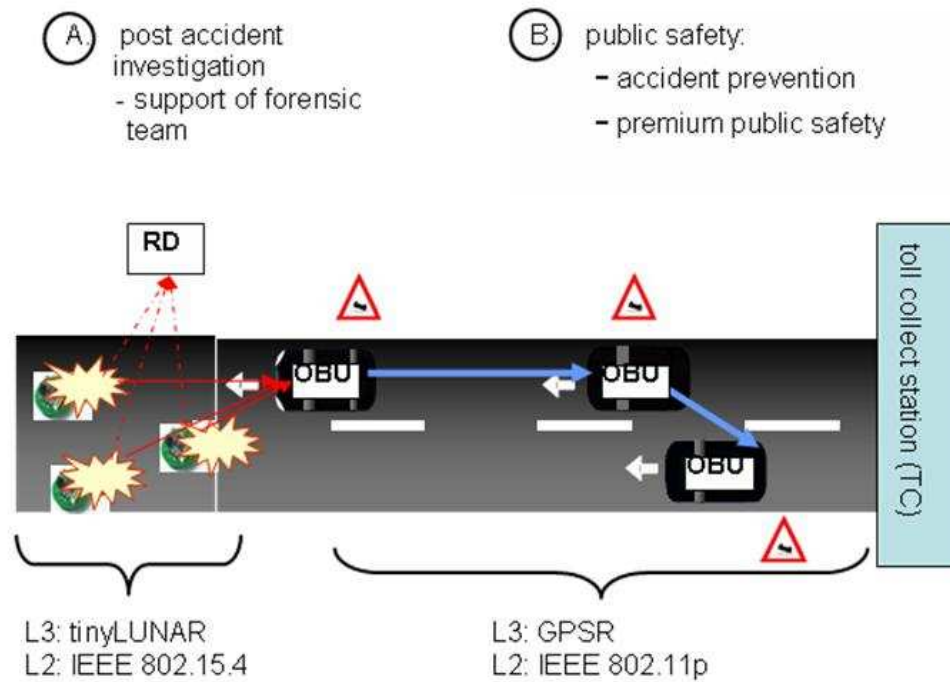 A. post accident
investigation
- support of forensic
team
B. public safety:
- accident prevention
- premium public safety
RD
OBU
OBU
OBU
toll collect station (TC)
L3: tinyLUNAR
L2: IEEE 802.15.4
L3: GPSR
L2: IEEE 802.11p